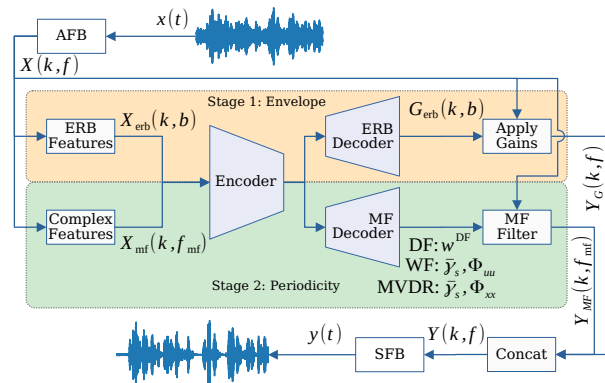 AFB
x(t)
X(k,f)
Stage 1: Envelope
ERB
Features
X_erb(k,b)
Encoder
ERB
Decoder
G_erb(k,b)
Apply
Gains
Y_G(k,f)
Complex
Features
X_mf(k,f_mf)
MF
Decoder
MF
Filter
DF: w^DF
WF: γ̄_s,Φ_uu
MVDR: γ̄_s,Φ_xx
Stage 2: Periodicity
Y_MF(k,f_mf)
y(t)
SFB
Y(k,f)
Concat